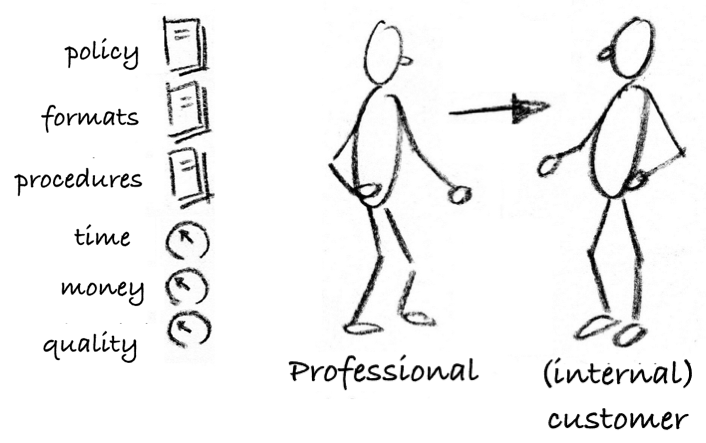 policy
formats
procedures
time
money
quality
Professional
(internal)
customer